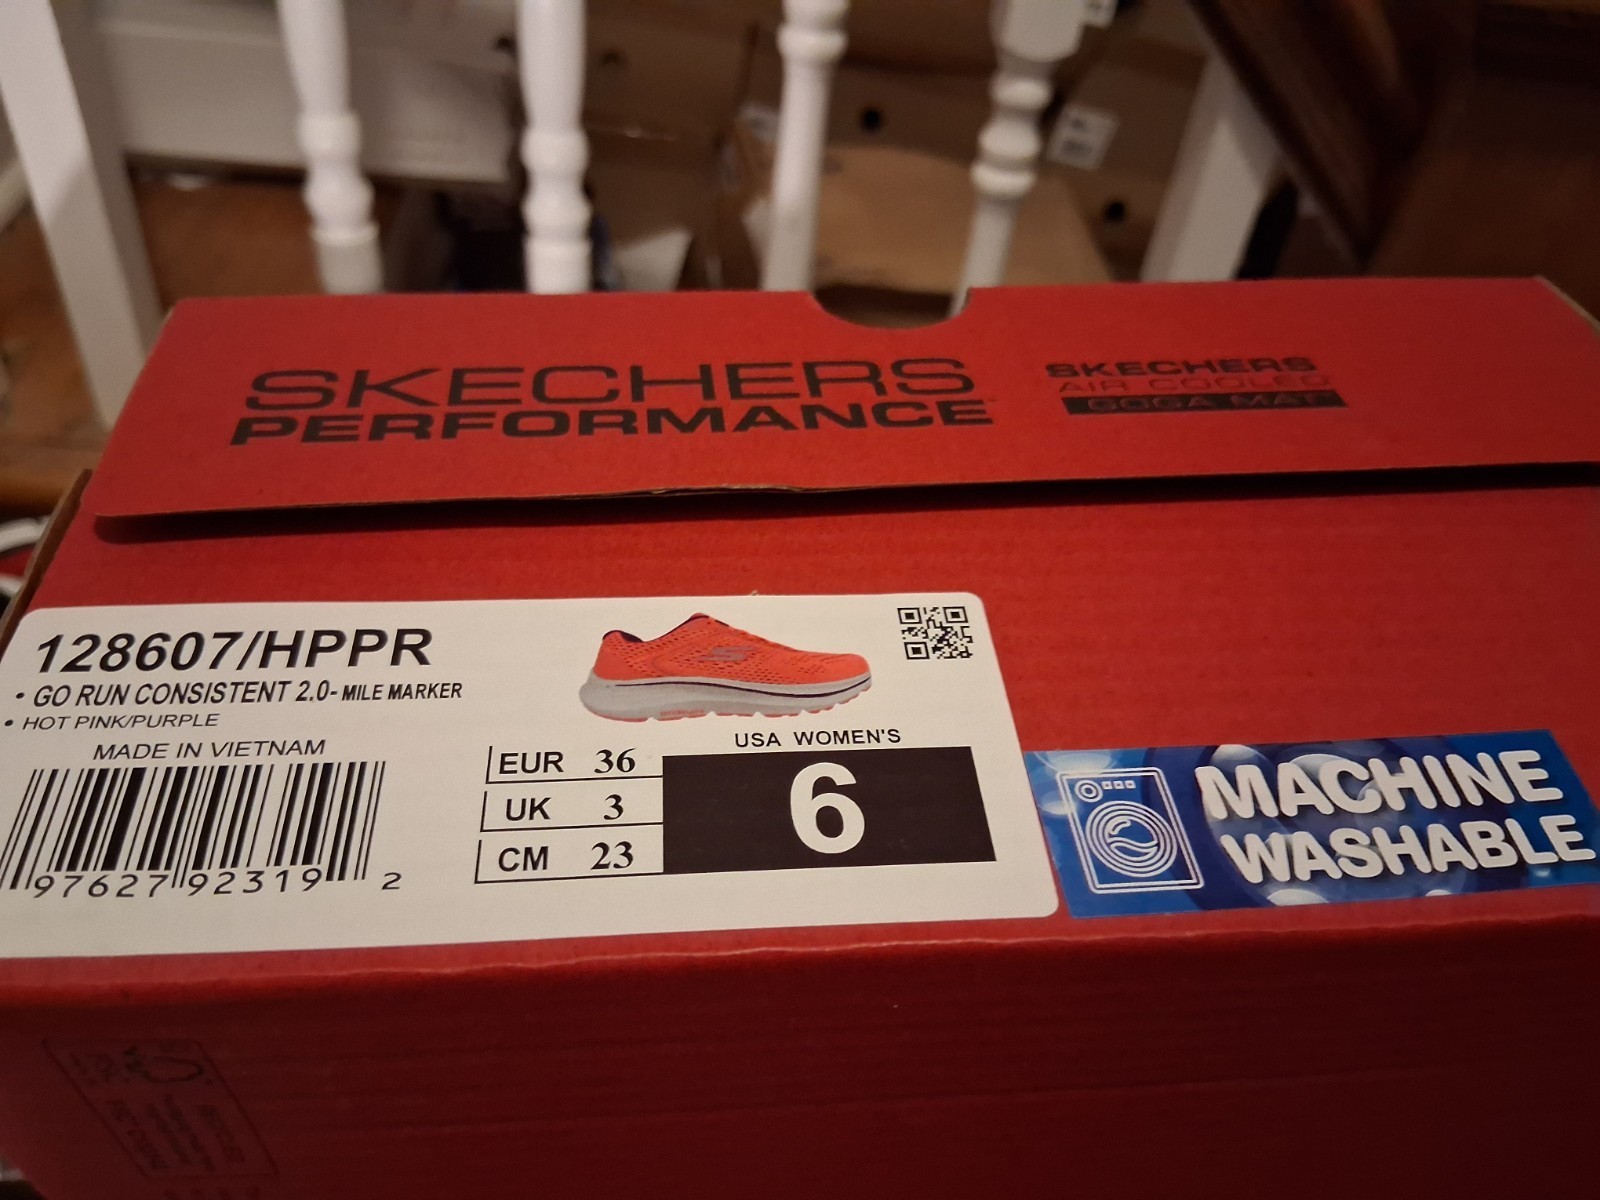 SKECHERS
PERFORMANCE
SKECHERS
AIR COOLED
GOGA MAT
128607/HPPR
• GO RUN CONSISTENT 2.0- MILE MARKER
• HOT PINK/PURPLE
MADE IN VIETNAM
97627 92319 2
EUR 36
UK 3
CM 23
USA WOMEN'S
6
MACHINE
WASHABLE